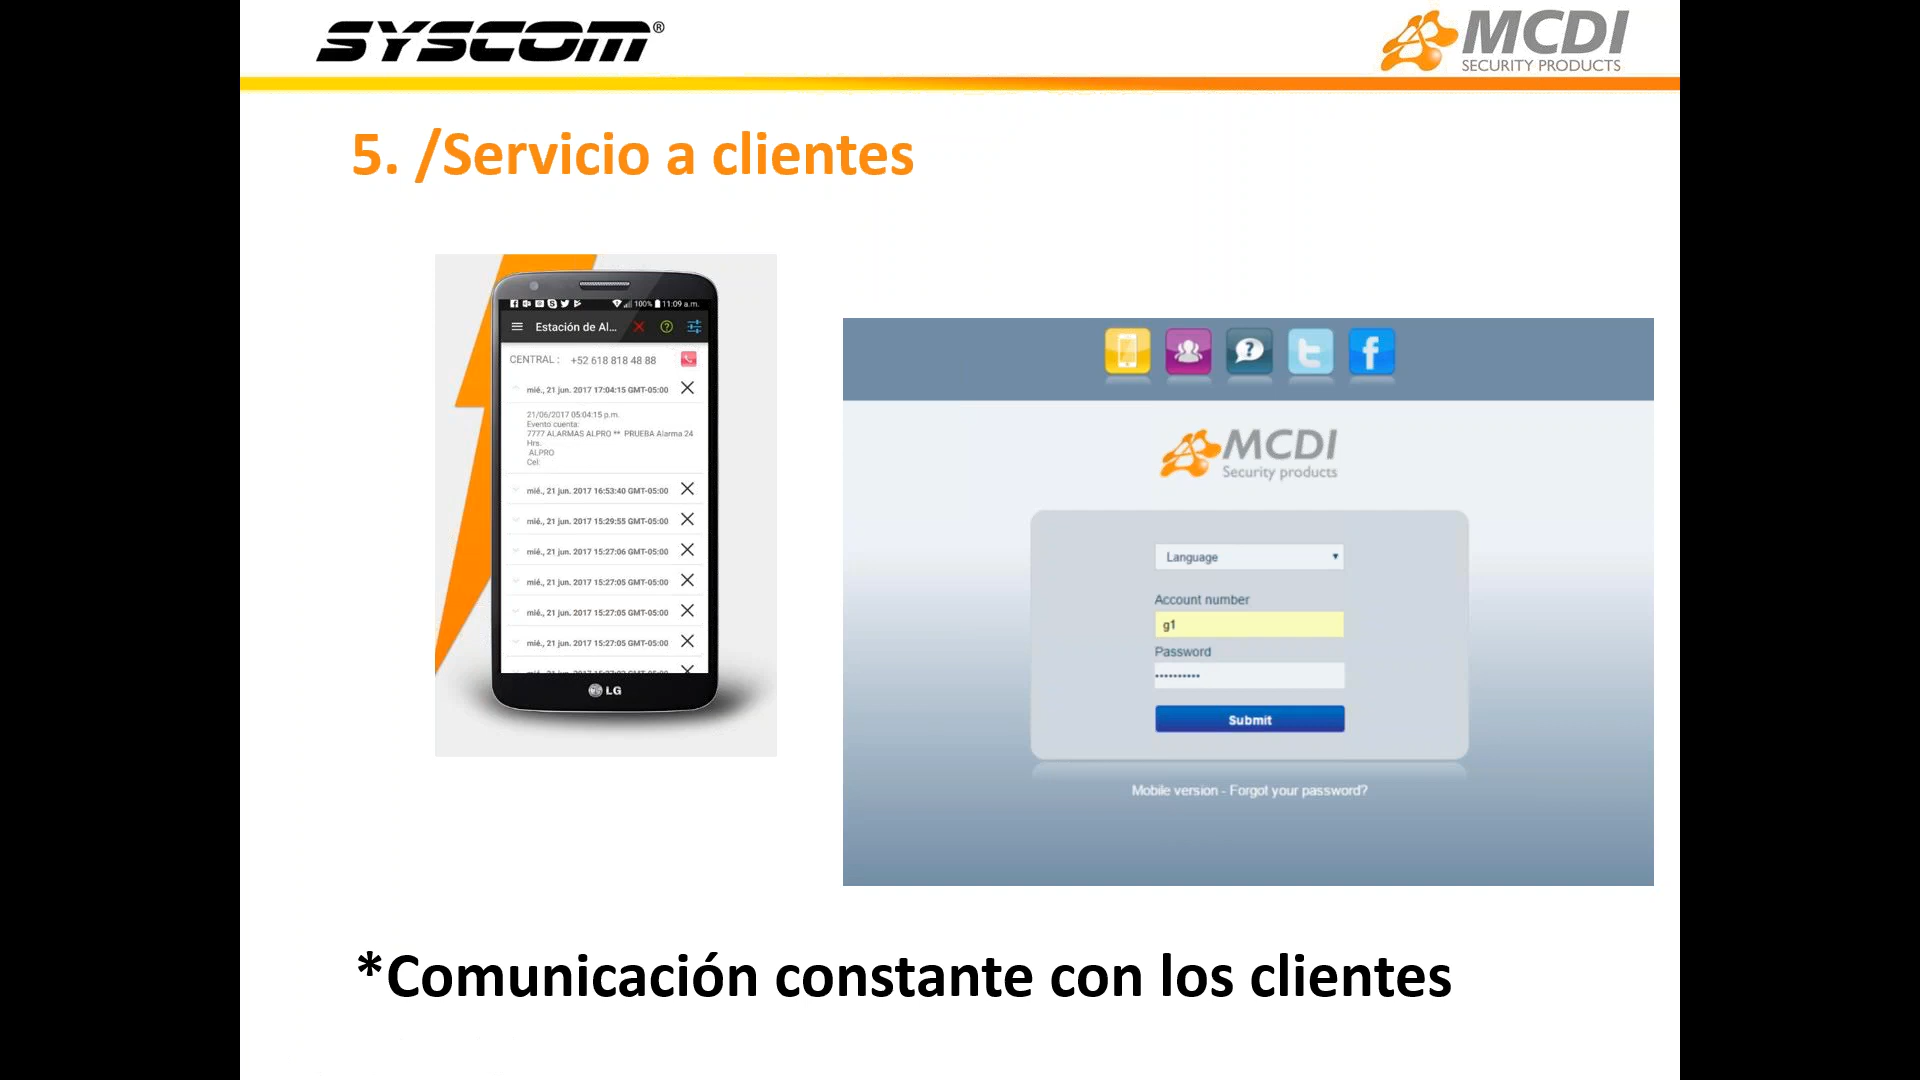 SYSCOM®
MCDI
SECURITY PRODUCTS
5. /Servicio a clientes
100% 11:09 a.m.
Estación de Al...
CENTRAL : +52 618 818 48 88
mié., 21 jun. 2017 17:04:15 GMT-05:00
21/06/2017 05:04:15 p.m.
Evento cuenta:
7777 ALARMAS ALPRO ** PRUEBA Alarma 24
Hrs.
ALPRO
Cel:
mié., 21 jun. 2017 16:53:40 GMT-05:00
mié., 21 jun. 2017 15:29:55 GMT-05:00
mié., 21 jun. 2017 15:27:06 GMT-05:00
mié., 21 jun. 2017 15:27:05 GMT-05:00
mié., 21 jun. 2017 15:27:05 GMT-05:00
mié., 21 jun. 2017 15:27:05 GMT-05:00
LG
MCDI
Security products
Language
Account number
g1
Password
Submit
Mobile version - Forgot your password?
*Comunicación constante con los clientes